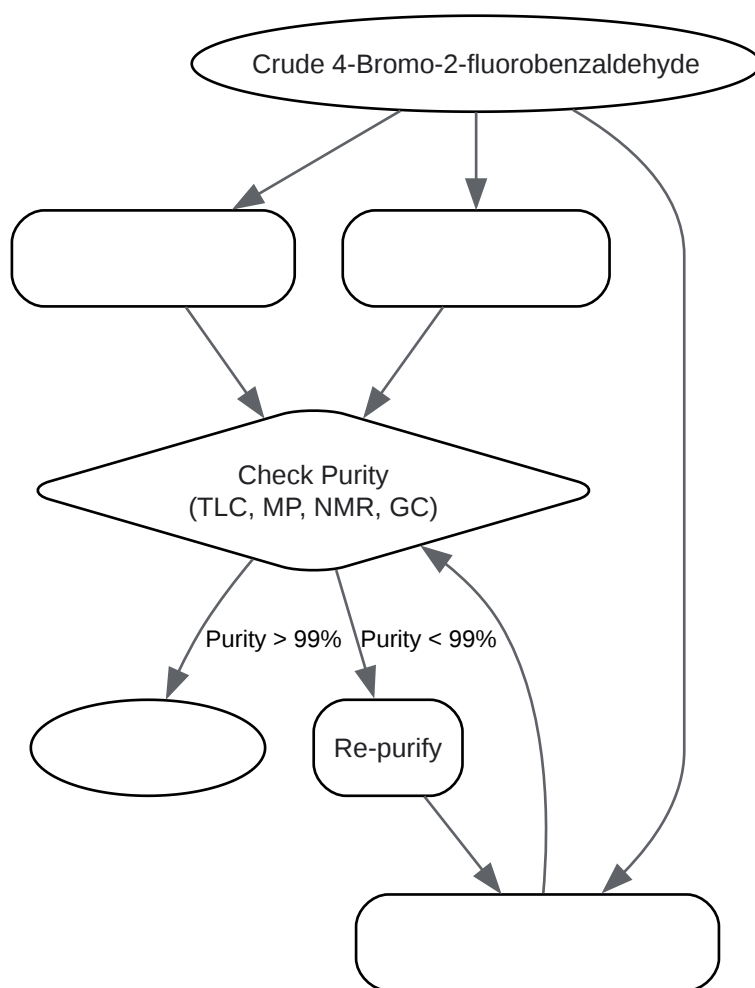 Crude 4-Bromo-2-fluorobenzaldehyde
Check Purity
(TLC, MP, NMR, GC)
Purity > 99%
Purity < 99%
Re-purify